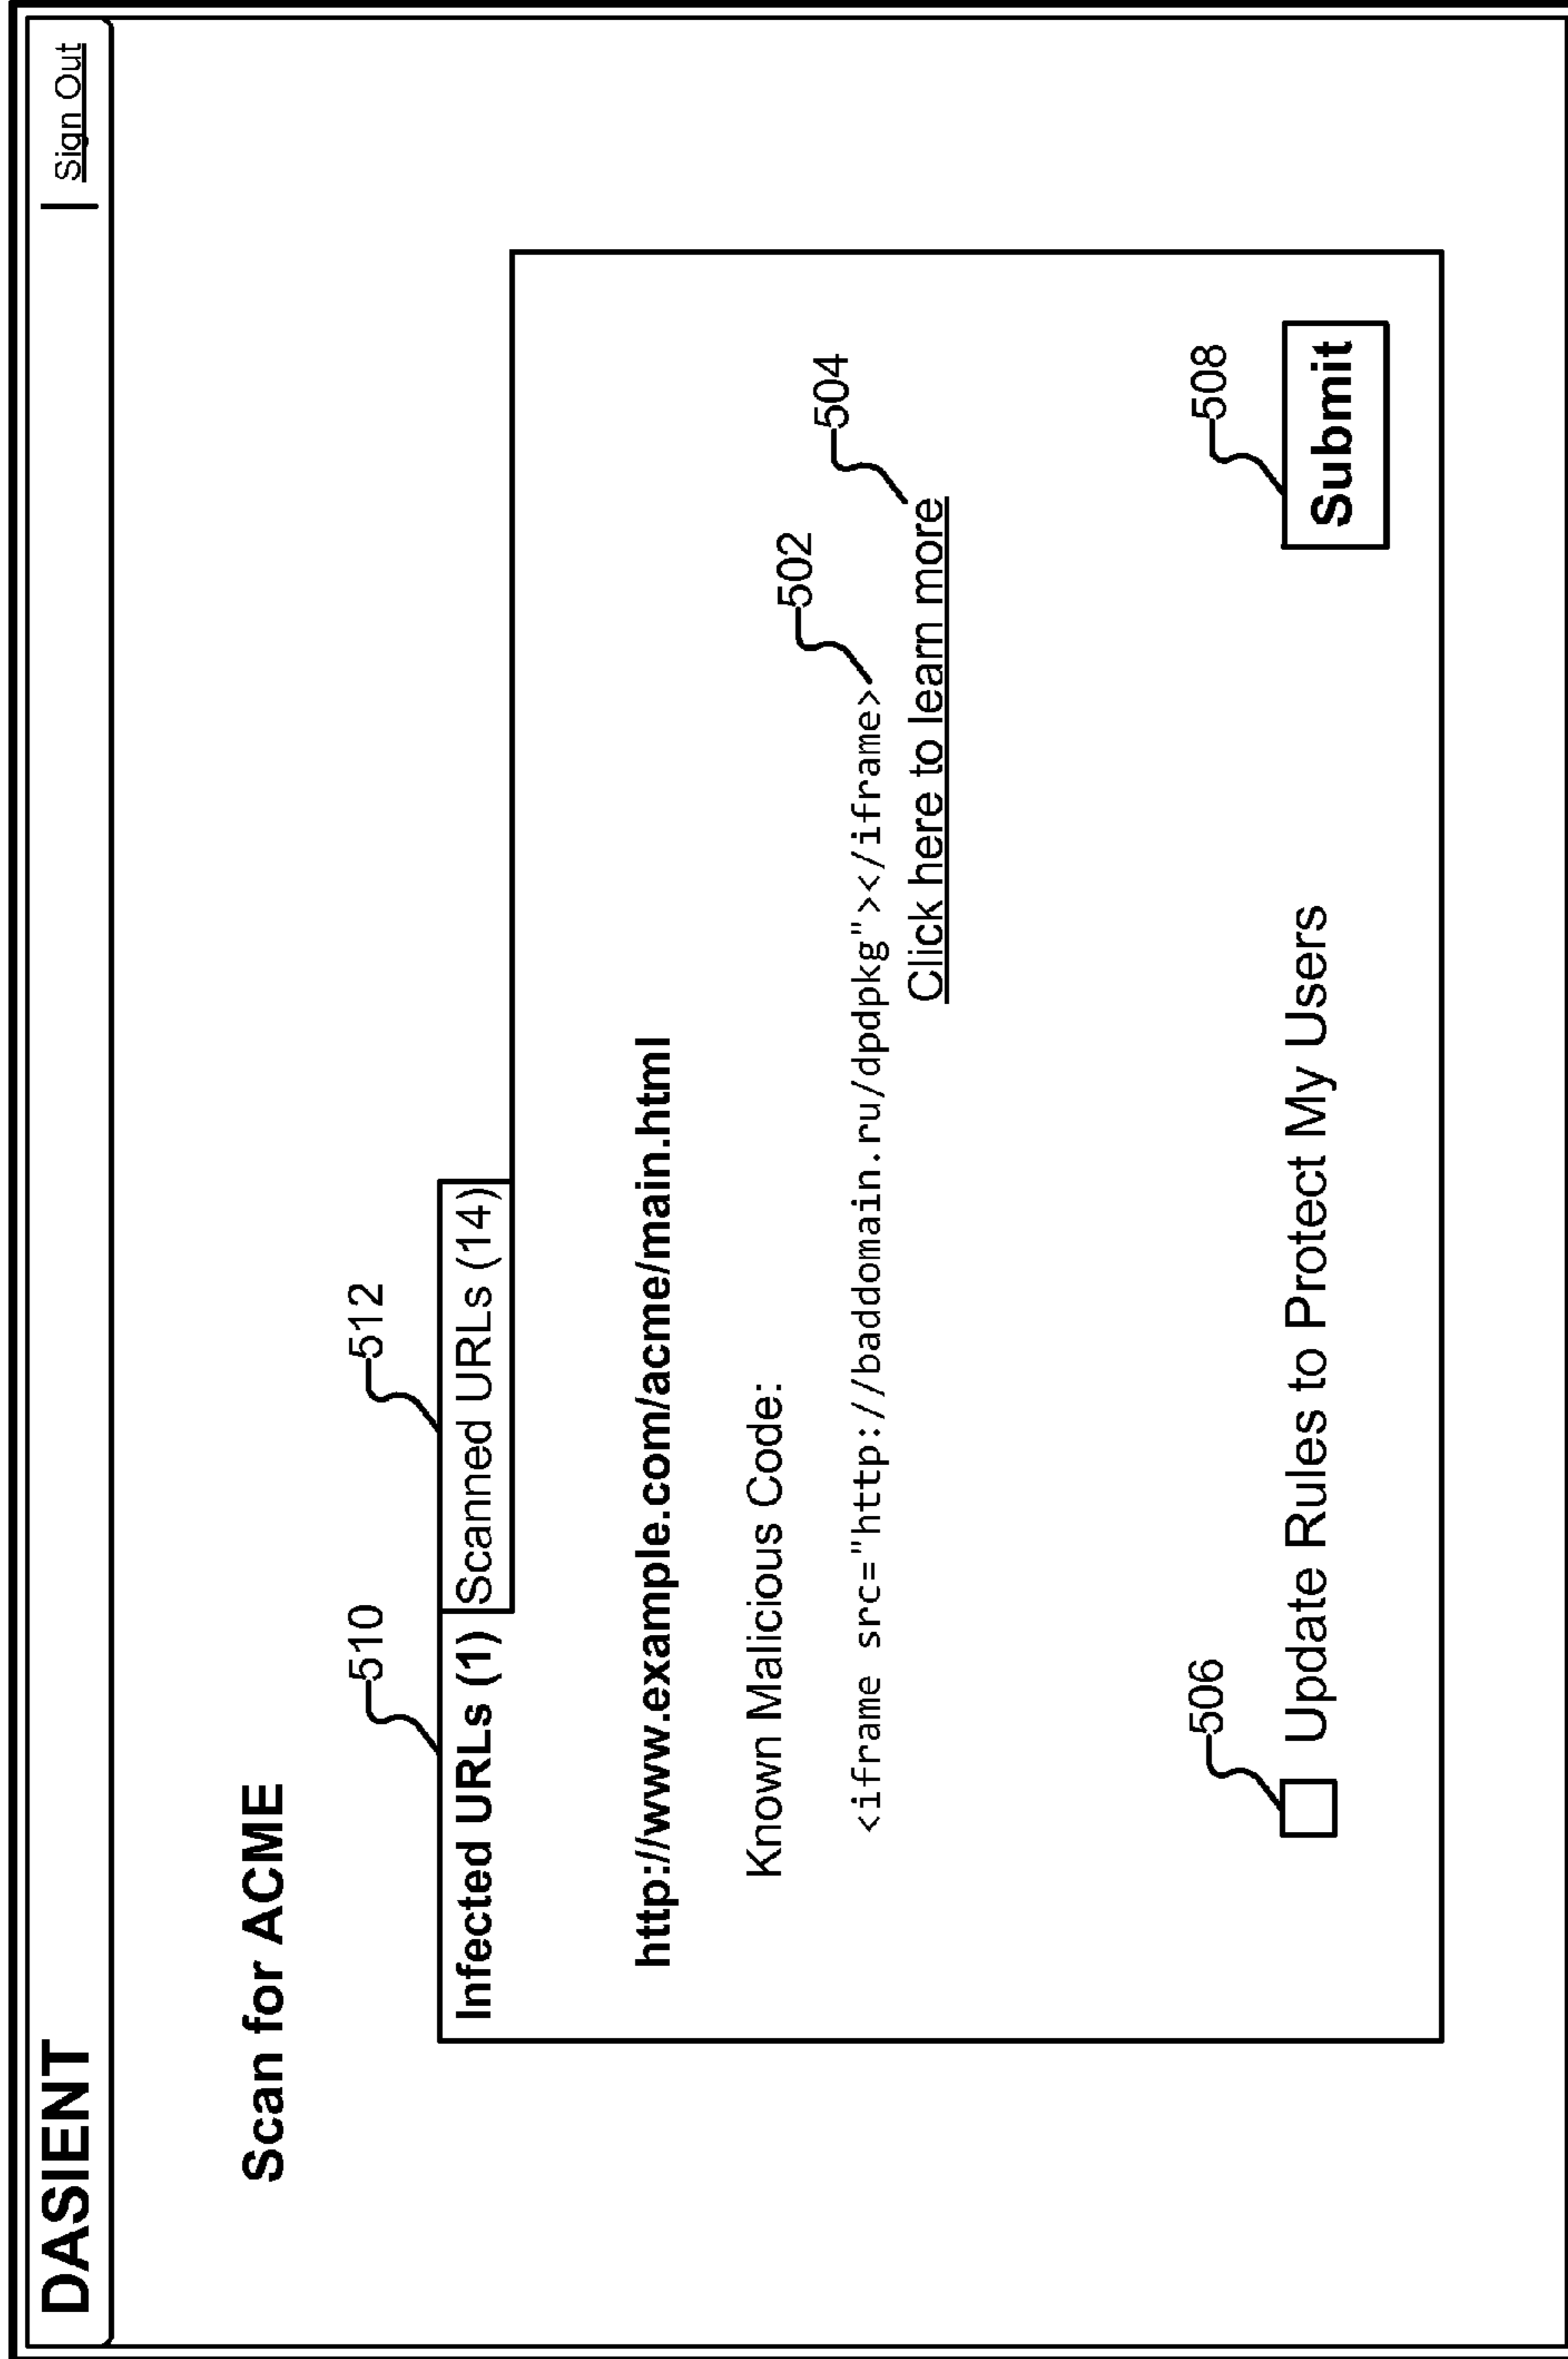 DASIENT | Sign Out
Scan for ACME
510 512
Infected URLs (1) Scanned URLs (14)
http://www.example.com/acme/main.html
Known Malicious Code:
502
504
<iframe src="http://baddomain.ru/dpdpkg"></iframe>
Click here to learn more
506 508
Update Rules to Protect My Users Submit